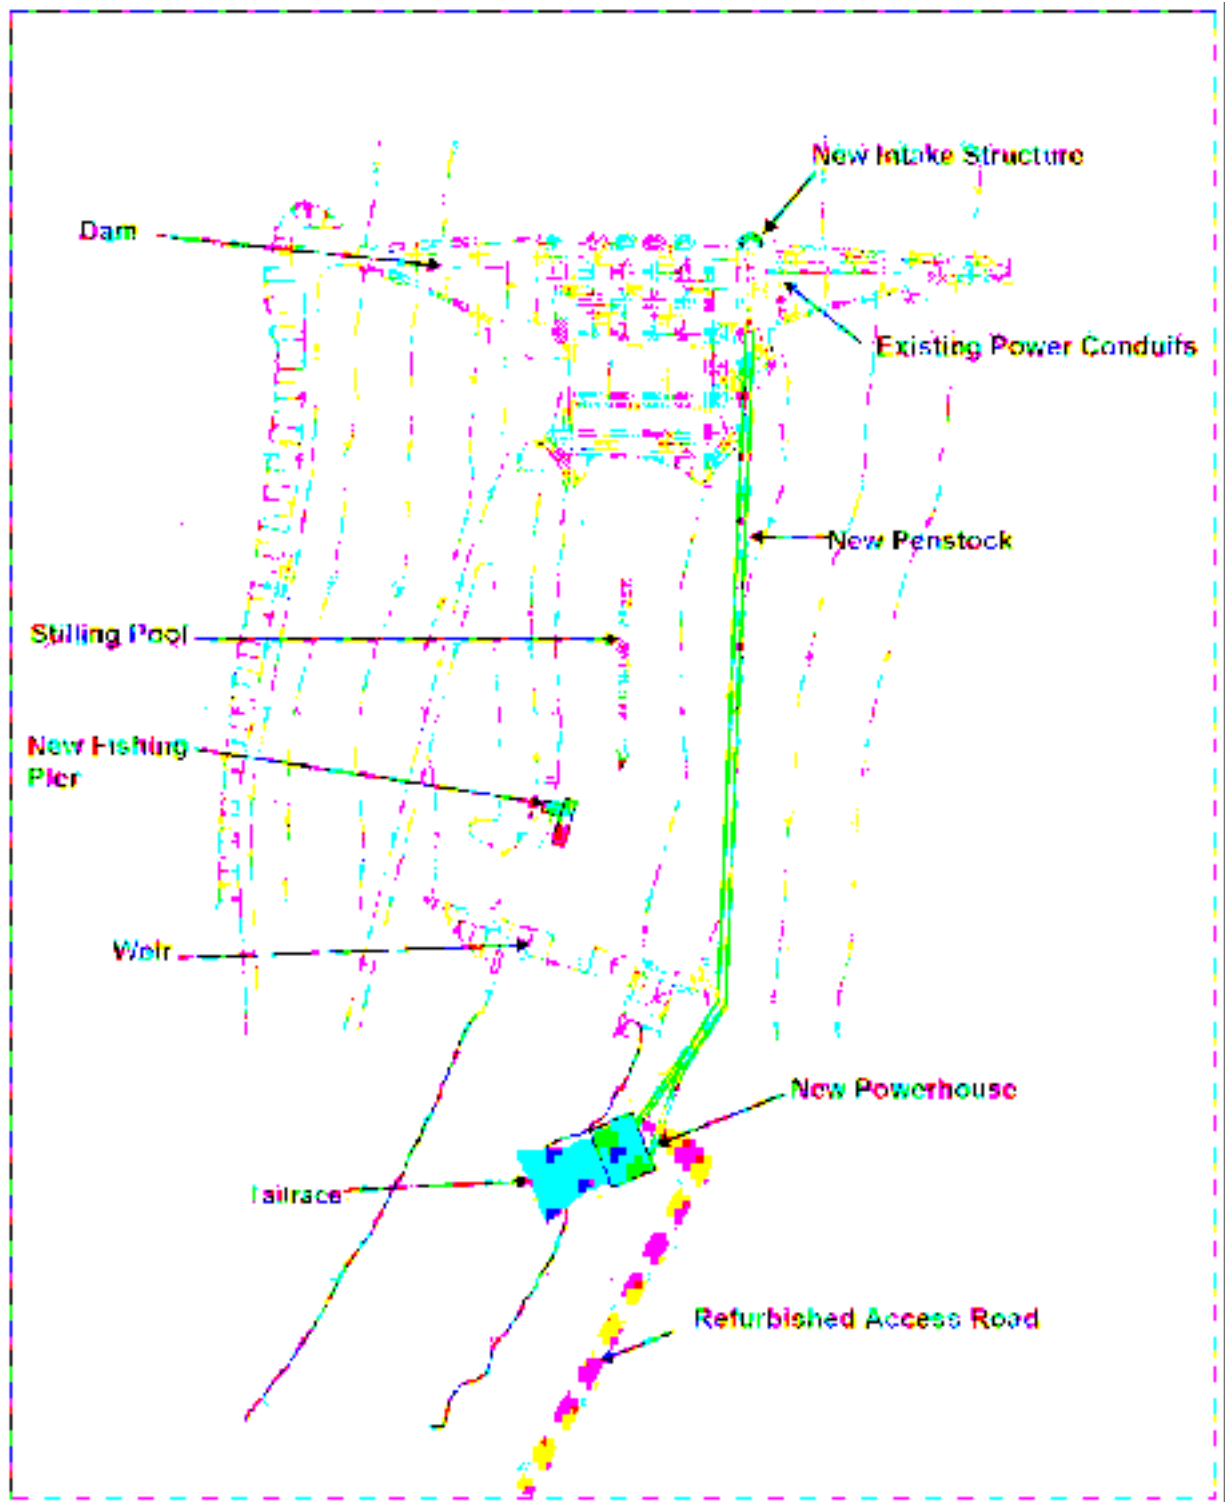 New Intake Structure
Dam
Existing Power Conduits
New Penstock
Stilling Pool
New Fishing
Pier
Weir
New Powerhouse
Tailrace
Refurbished Access Road